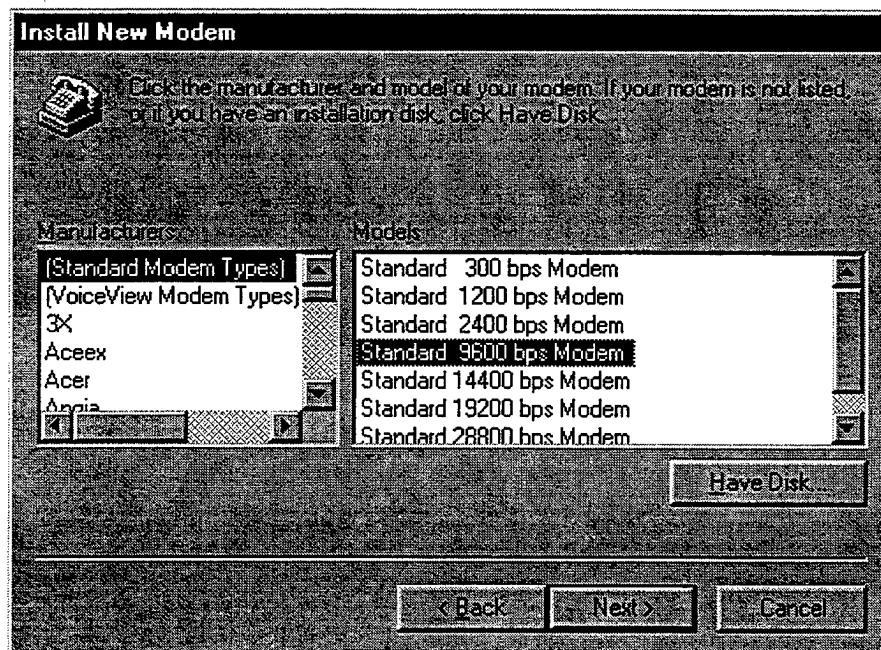 Install New Modem
Click the manufacturer and model of your modem. If your modem is not listed,
or if you have an installation disk, click Have Disk.
Manufacturers:
Models:
(Standard Modem Types)
(VoiceView Modem Types)
3X
Aceex
Acer
Angia
Standard 300 bps Modem
Standard 1200 bps Modem
Standard 2400 bps Modem
Standard 9600 bps Modem
Standard 14400 bps Modem
Standard 19200 bps Modem
Standard 28800 bps Modem
Have Disk...
< Back
Next >
Cancel